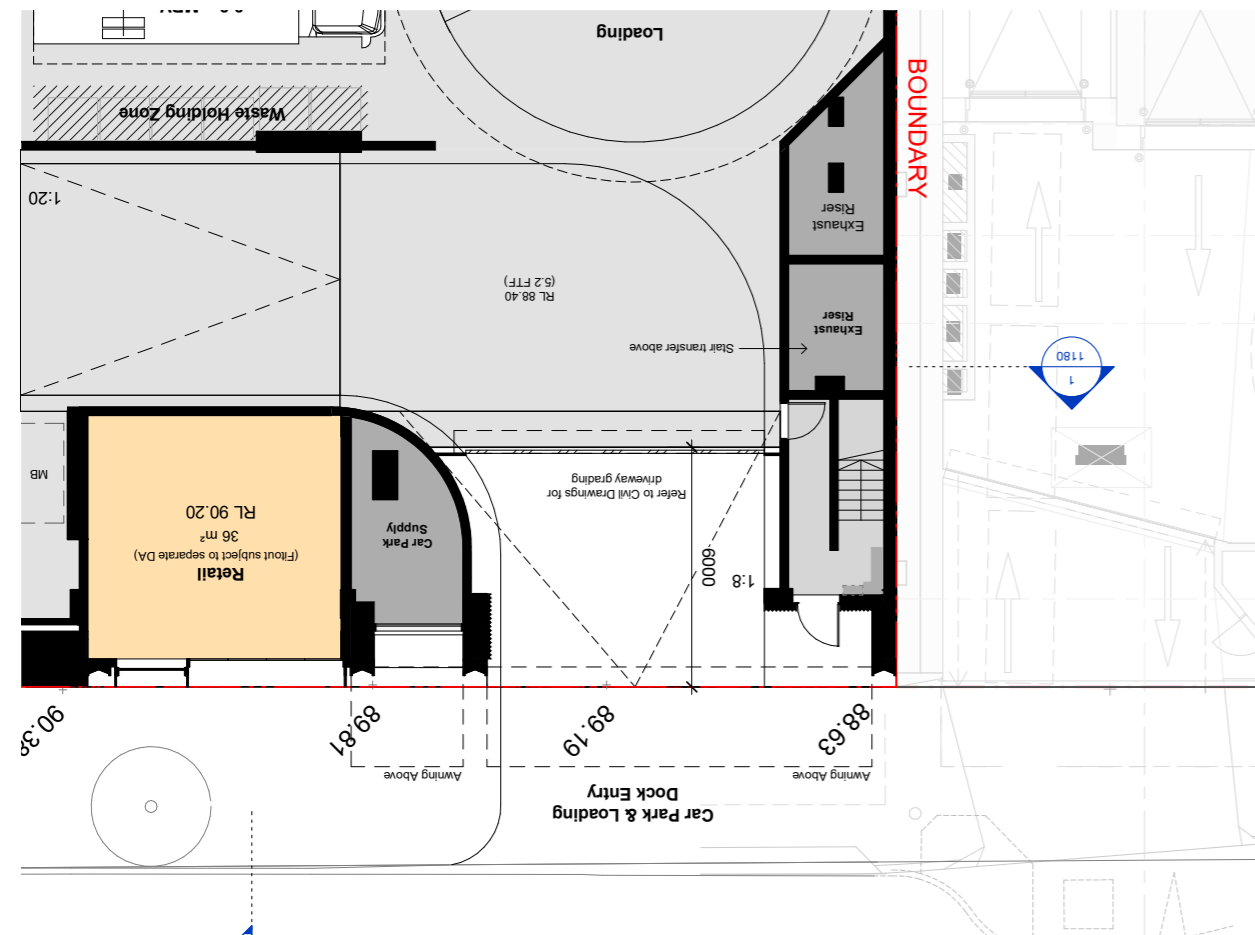 Loading
Waste Holding Zone
BOUNDARY
1:20
Exhaust
Riser
RL 88.40
(5.2 FTF)
Exhaust
Riser
Stair transfer above
1
1180
MB
Refer to Civil Drawings for
driveway grading
Car Park
Supply
Retail
(Fitout subject to separate DA)
36 m²
RL 90.20
6000
1:8
89.81
89.19
88.63
Awning Above
Awning Above
Car Park & Loading
Dock Entry